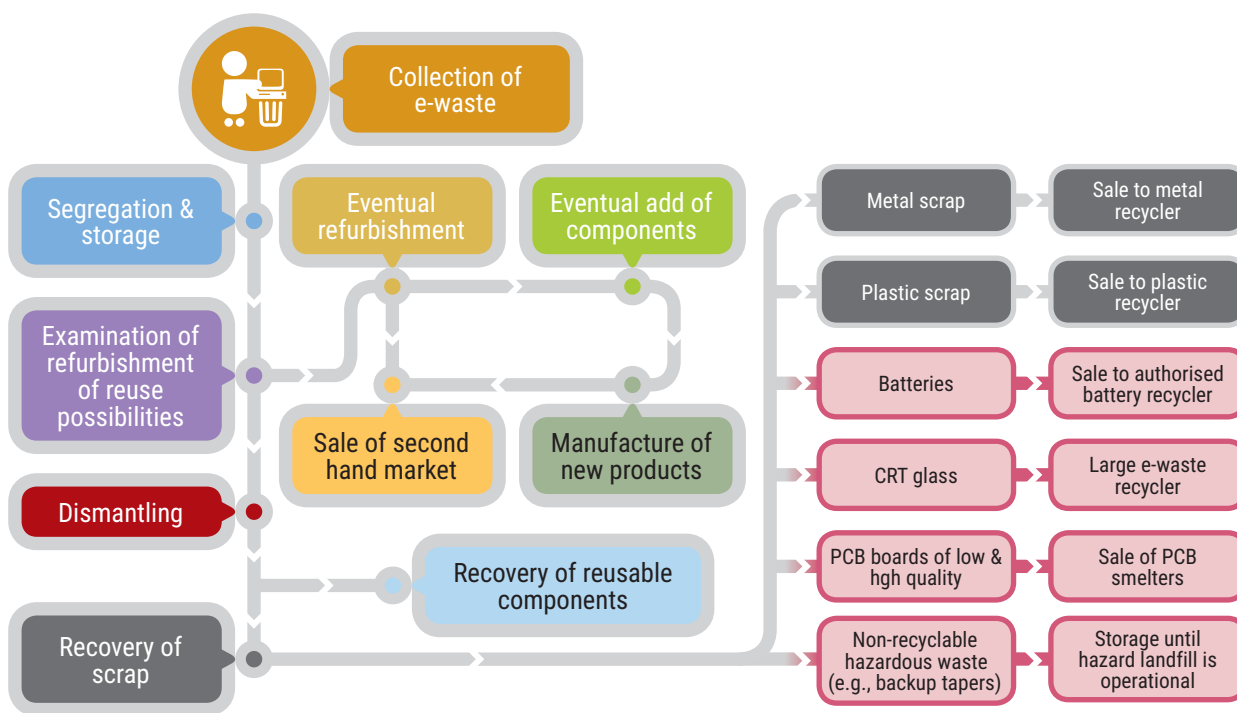 Collection of
e-waste
Segregation &
storage
Eventual
refurbishment
Eventual add of
components
Metal scrap
Sale to metal
recycler
Plastic scrap
Sale to plastic
recycler
Examination of
refurbishment
of reuse
possibilities
Batteries
Sale to authorised
battery recycler
Sale of second
hand market
Manufacture of
new products
CRT glass
Large e-waste
recycler
Dismantling
Recovery of reusable
components
PCB boards of low &
hgh quality
Sale of PCB
smelters
Recovery of
scrap
Non-recyclable
hazardous waste
(e.g., backup tapers)
Storage until
hazard landfill is
operational